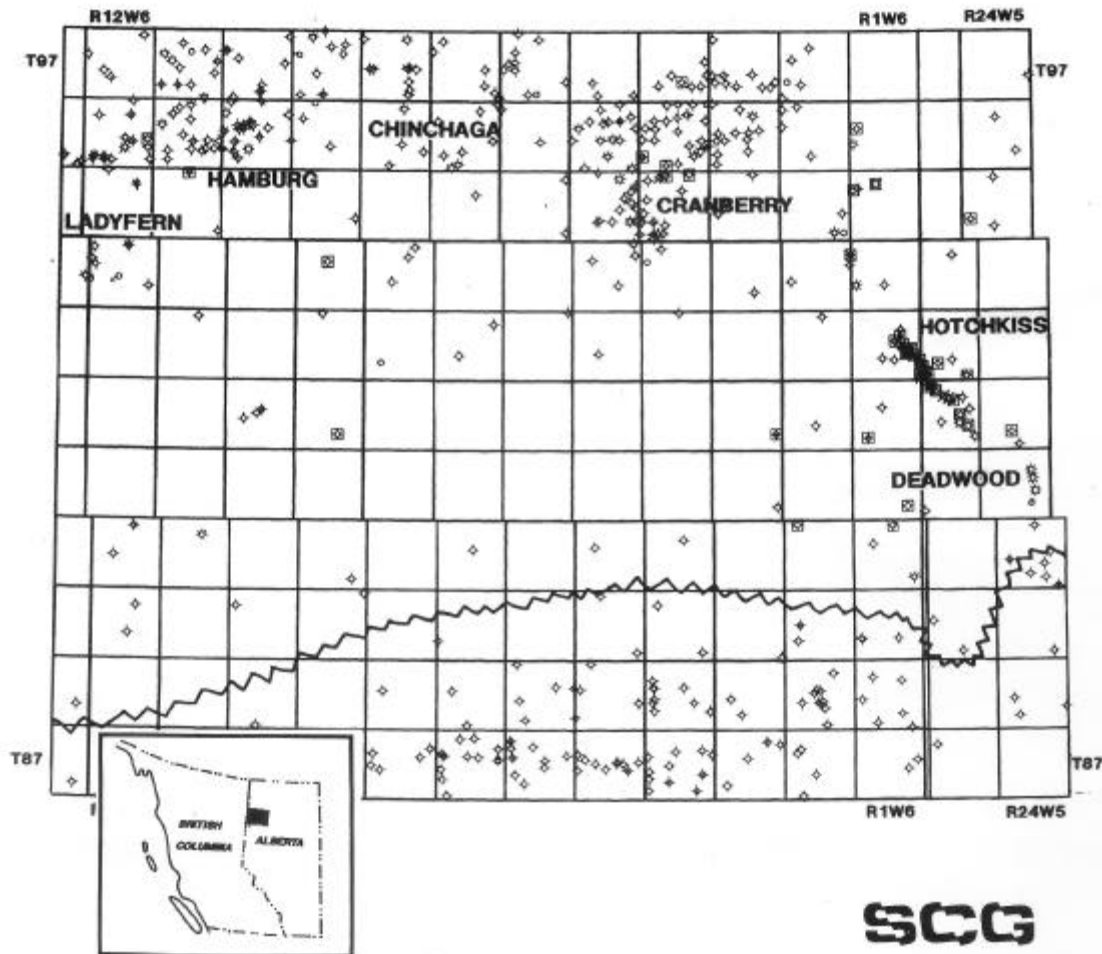 R12W6 R1W6 R24W5
T97 T97
CHINCHAGA
HAMBURG
CRANBERRY
LADYFERN
HOTCHKISS
DEADWOOD
T87 T87
R1W6 R24W5
BRITISH
COLUMBIA ALBERTA
SCG